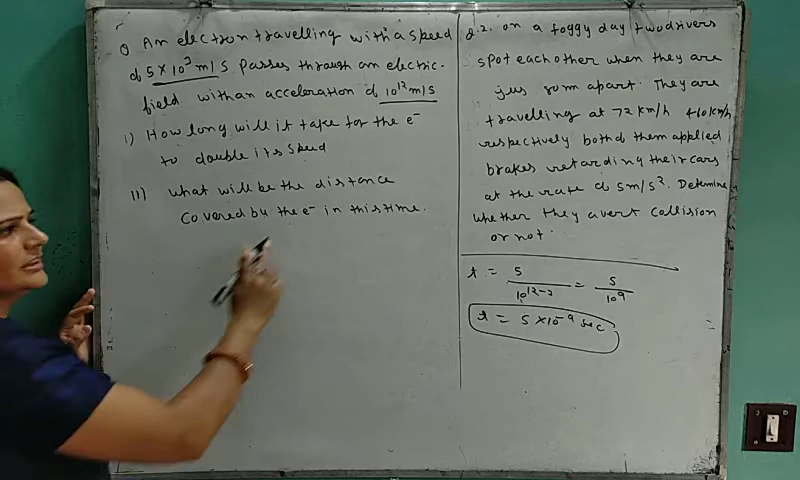 Q An electron travelling with a speed
of 5 × 10³ m/s passes through an electric-
field with an acceleration of 10¹² m/s
i) How long will it take for the e⁻
to double its speed
II) what will be the distance
covered by the e⁻ in this time.
Q.2. on a foggy day two drivers
spot each other when they are
jus apart. They are
travelling at 72 km/h & 60 km/h
respectively both of them applied
brakes retarding their cars
at the rate of 5 m/s². Determine
whether they avert collision
or not.
t = 5 / 10¹²⁻³ = 5 / 10⁹
t = 5 × 10⁻⁹ sec